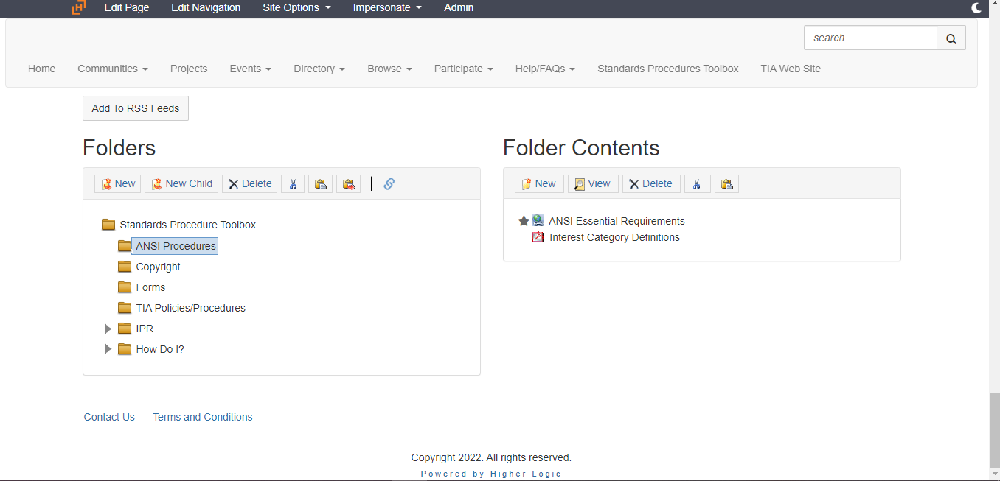 Edit Page Edit Navigation Site Options Impersonate Admin
search
Home Communities Projects Events Directory Browse Participate Help/FAQs Standards Procedures Toolbox TIA Web Site
Add To RSS Feeds
Folders
New New Child Delete
Standards Procedure Toolbox
ANSI Procedures
Copyright
Forms
TIA Policies/Procedures
IPR
How Do I?
Folder Contents
New View Delete
ANSI Essential Requirements
Interest Category Definitions
Contact Us Terms and Conditions
Copyright 2022. All rights reserved.
Powered by Higher Logic